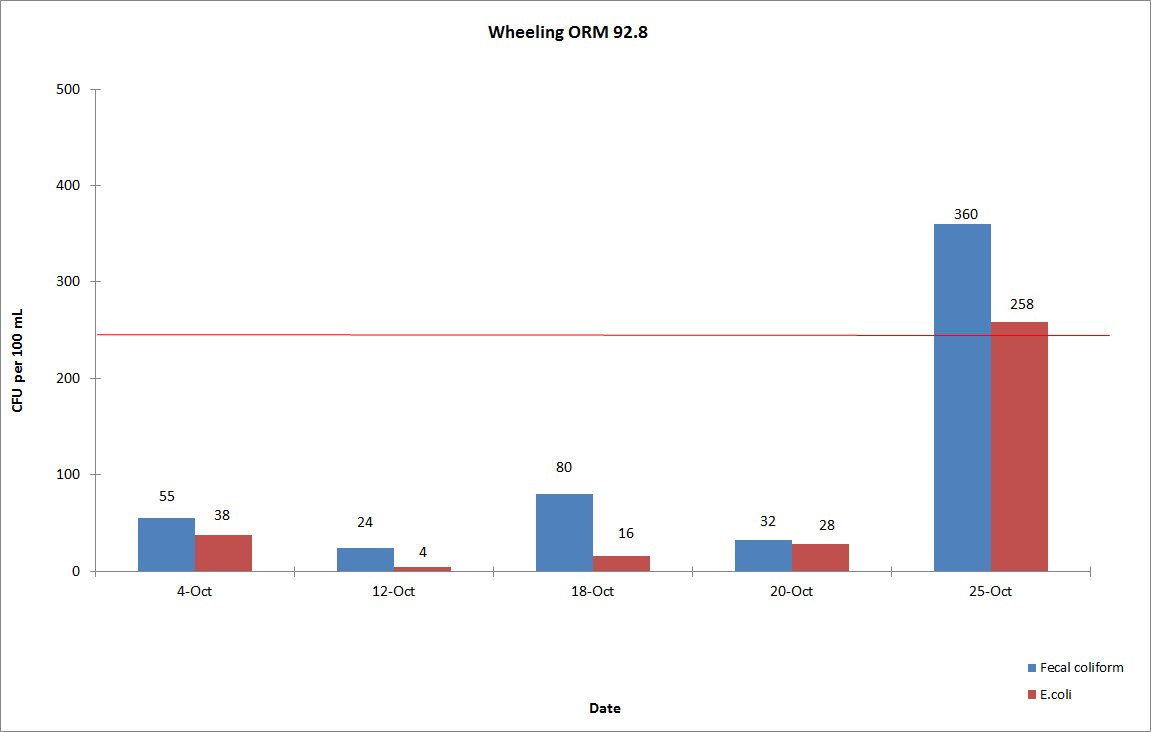 Wheeling ORM 92.8
500
400
300
200
100
0
CFU per 100 mL
55
38
24
4
80
16
32
28
360
258
4-Oct
12-Oct
18-Oct
20-Oct
25-Oct
Date
Fecal coliform
E.coli